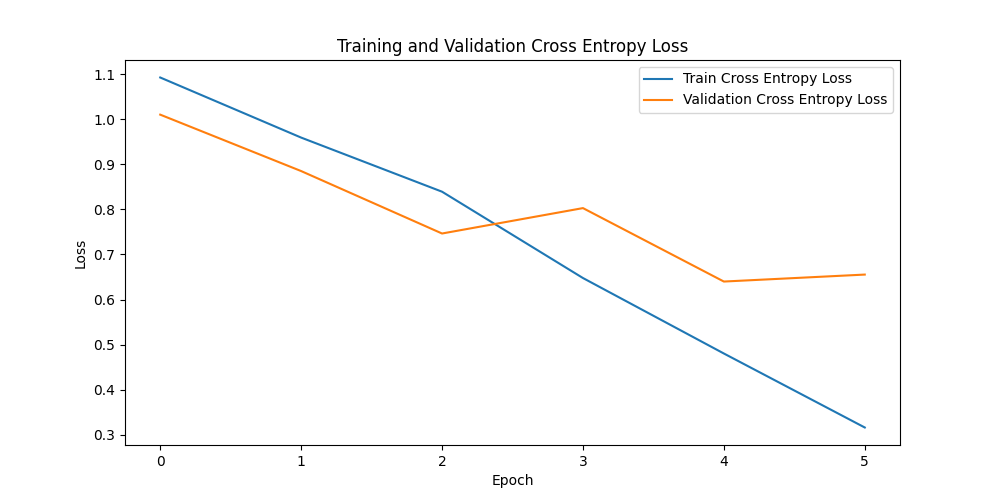 Training and Validation Cross Entropy Loss
Train Cross Entropy Loss
Validation Cross Entropy Loss
Loss
1.1
1.0
0.9
0.8
0.7
0.6
0.5
0.4
0.3
0 1 2 3 4 5
Epoch